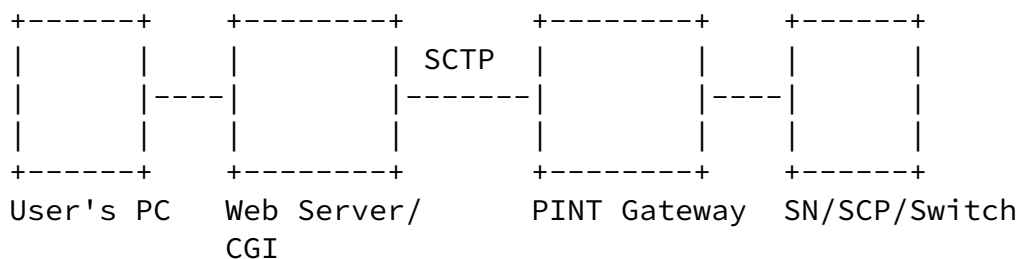 SCTP
User's PC Web Server/ PINT Gateway SN/SCP/Switch
CGI